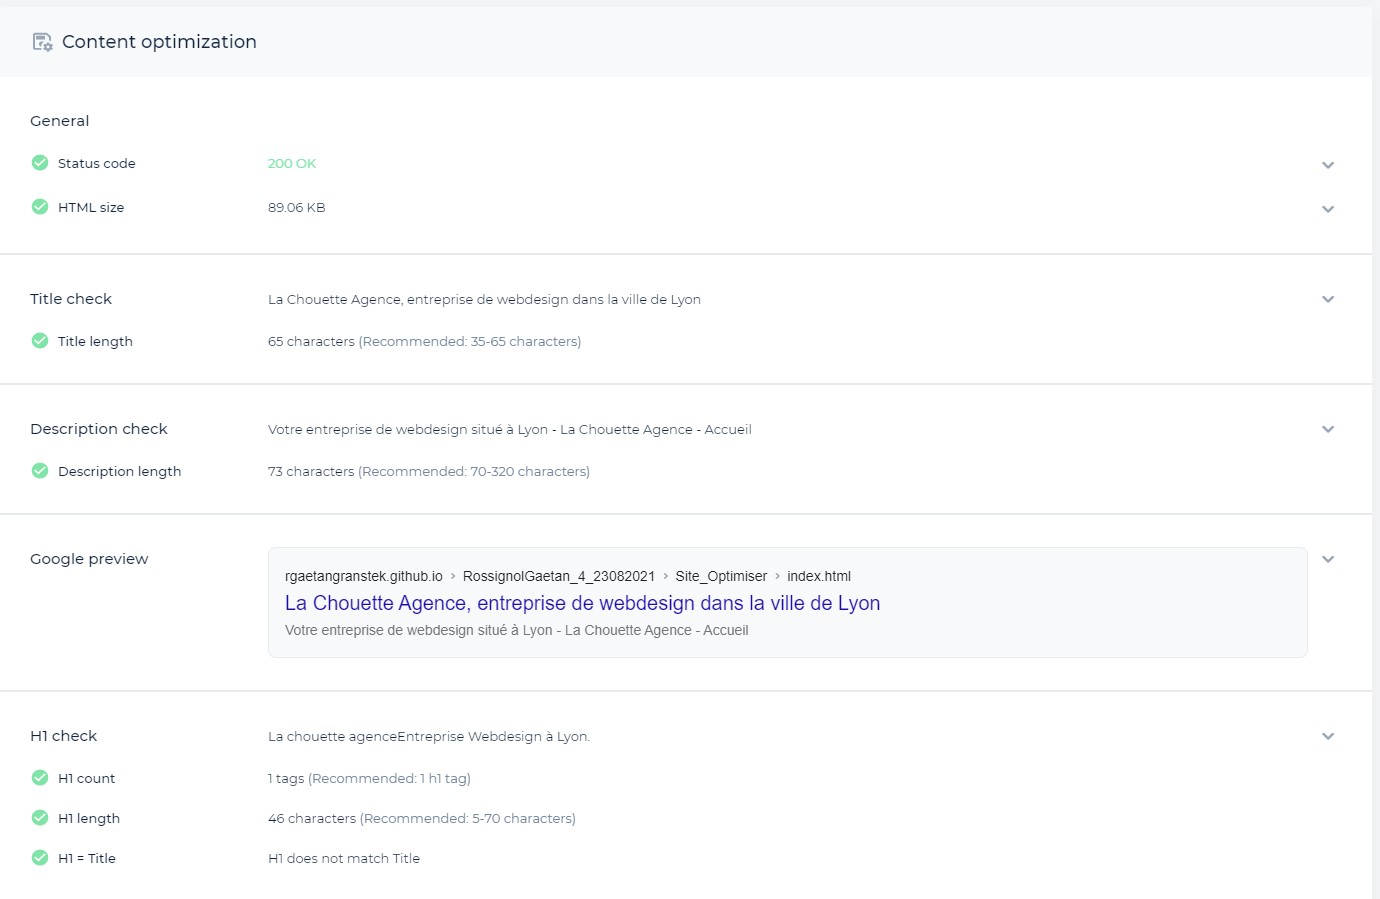 Content optimization
General
Status code 200 OK
HTML size 89.06 KB
Title check La Chouette Agence, entreprise de webdesign dans la ville de Lyon
Title length 65 characters (Recommended: 35-65 characters)
Description check Votre entreprise de webdesign situé à Lyon - La Chouette Agence - Accueil
Description length 73 characters (Recommended: 70-320 characters)
Google preview
rgaetangranstek.github.io › RossignolGaetan_4_23082021 › Site_Optimiser › index.html
La Chouette Agence, entreprise de webdesign dans la ville de Lyon
Votre entreprise de webdesign situé à Lyon - La Chouette Agence - Accueil
H1 check La chouette agenceEntreprise Webdesign à Lyon.
H1 count 1 tags (Recommended: 1 h1 tag)
H1 length 46 characters (Recommended: 5-70 characters)
H1 = Title H1 does not match Title